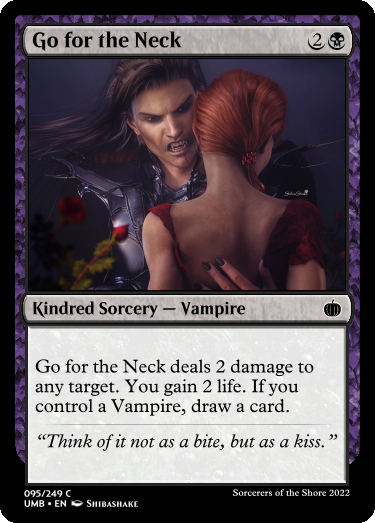 Go for the Neck 2
Kindred Sorcery — Vampire
Go for the Neck deals 2 damage to
any target. You gain 2 life. If you
control a Vampire, draw a card.
“Think of it not as a bite, but as a kiss.”
095/249 C
Sorcerers of the Shore 2022
UMB • EN Shibashake